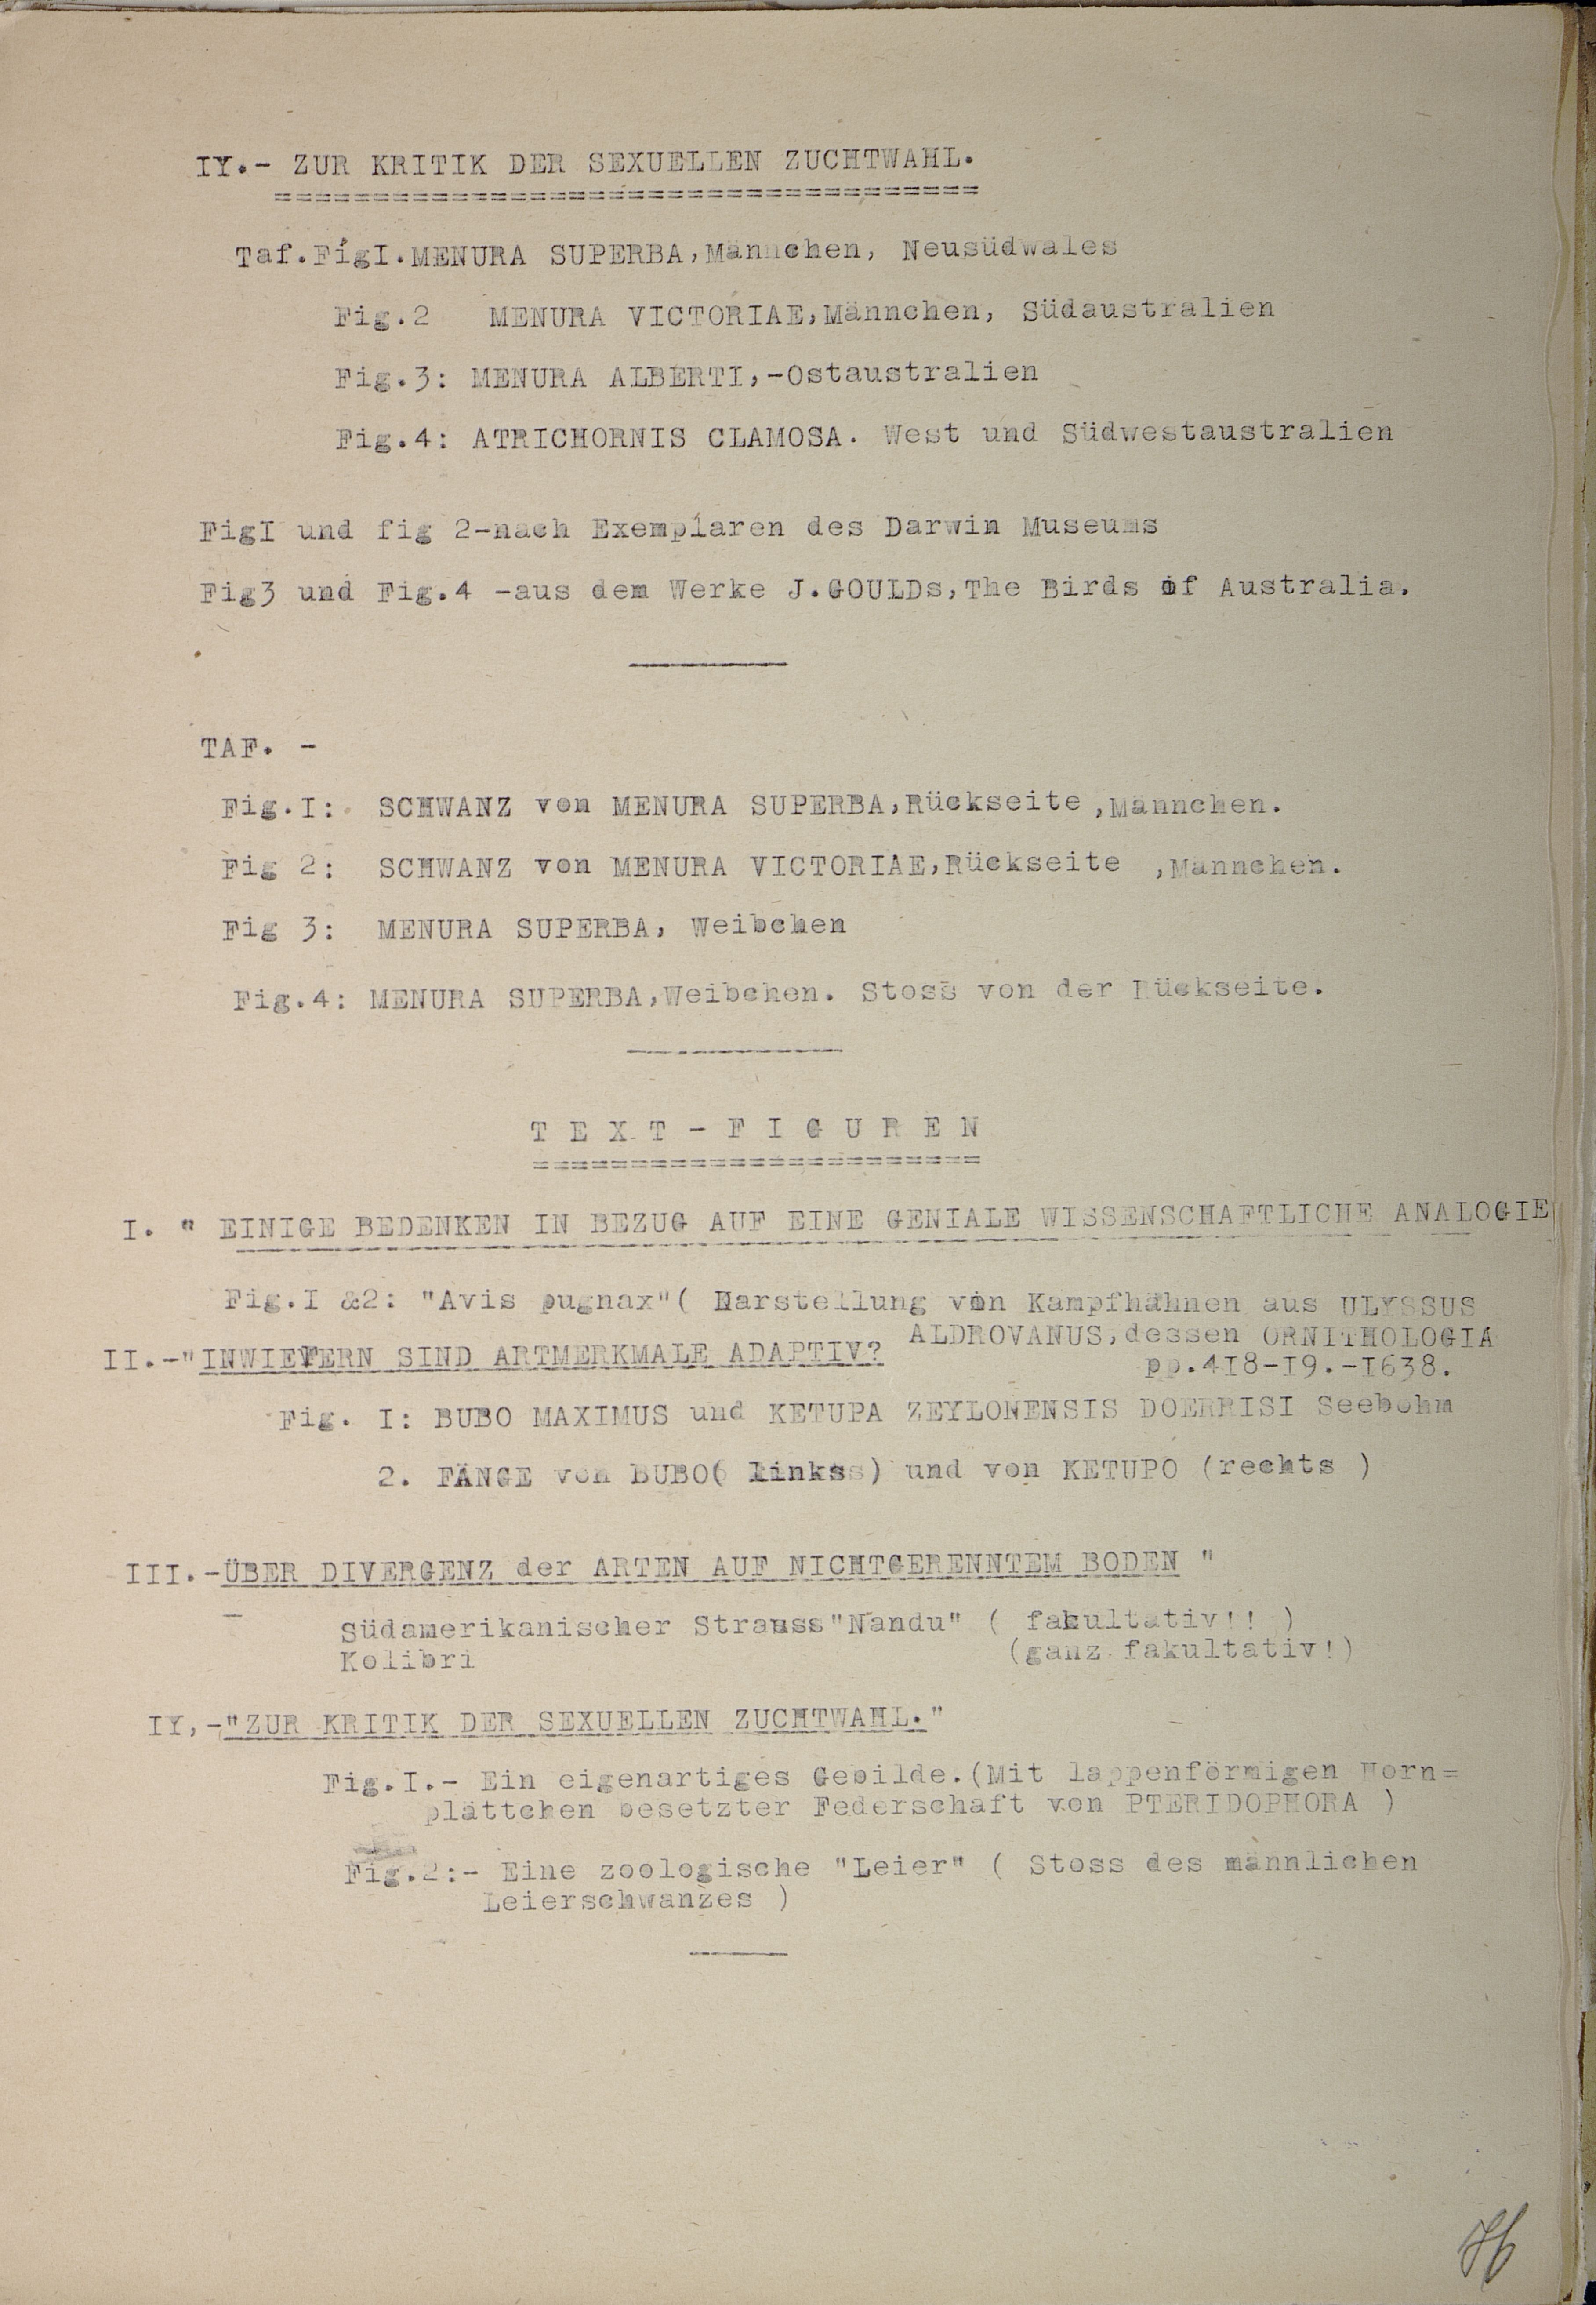 IY.- ZUR KRITIK DER SEXUELLEN ZUCHTWAHL.
====================================
Taf.FigI.MENURA SUPERBA,Männchen, Neusüdwales
Fig.2 MENURA VICTORIAE,Männchen, Südaustralien
Fig.3: MENURA ALBERTI,-Ostaustralien
Fig.4: ATRICHORNIS CLAMOSA. West und Südwestaustralien
FigI und fig 2-nach Exemplaren des Darwin Museums
Fig3 und Fig.4 -aus dem Werke J.GOULDs,The Birds of Australia.
TAF. -
Fig.I: SCHWANZ von MENURA SUPERBA,Rückseite ,Männchen.
Fig 2: SCHWANZ von MENURA VICTORIAE,Rückseite ,Männchen.
Fig 3: MENURA SUPERBA, Weibchen
Fig.4: MENURA SUPERBA,Weibchen. Stoss von der Rückseite.
T E X T - F I G U R E N
=======================
I. " EINIGE BEDENKEN IN BEZUG AUF EINE GENIALE WISSENSCHAFTLICHE ANALOGIE
Fig.I &2: "Avis pugnax"( Darstellung von Kampfhähnen aus ULYSSUS
ALDROVANUS,dessen ORNITHOLOGIA
II.-"INWIEFERN SIND ARTMERKMALE ADAPTIV?
pp.4I8-I9.-I638.
Fig. I: BUBO MAXIMUS und KETUPA ZEYLONENSIS DOERRISI Seebohm
2. FÄNGE von BUBO( links) und von KETUPO (rechts )
III.-ÜBER DIVERGENZ der ARTEN AUF NICHTGERENNTEM BODEN "
Südamerikanischer Strauss"Nandu" ( fakultativ!! )
Kolibri (ganz fakultativ!)
IY,-"ZUR KRITIK DER SEXUELLEN ZUCHTWAHL."
Fig.I.- Ein eigenartiges Gebilde.(Mit lappenförmigen Horn=
plättchen besetzter Federschaft von PTERIDOPHORA )
Fig.2:- Eine zoologische "Leier" ( Stoss des männlichen
Leierschwanzes )